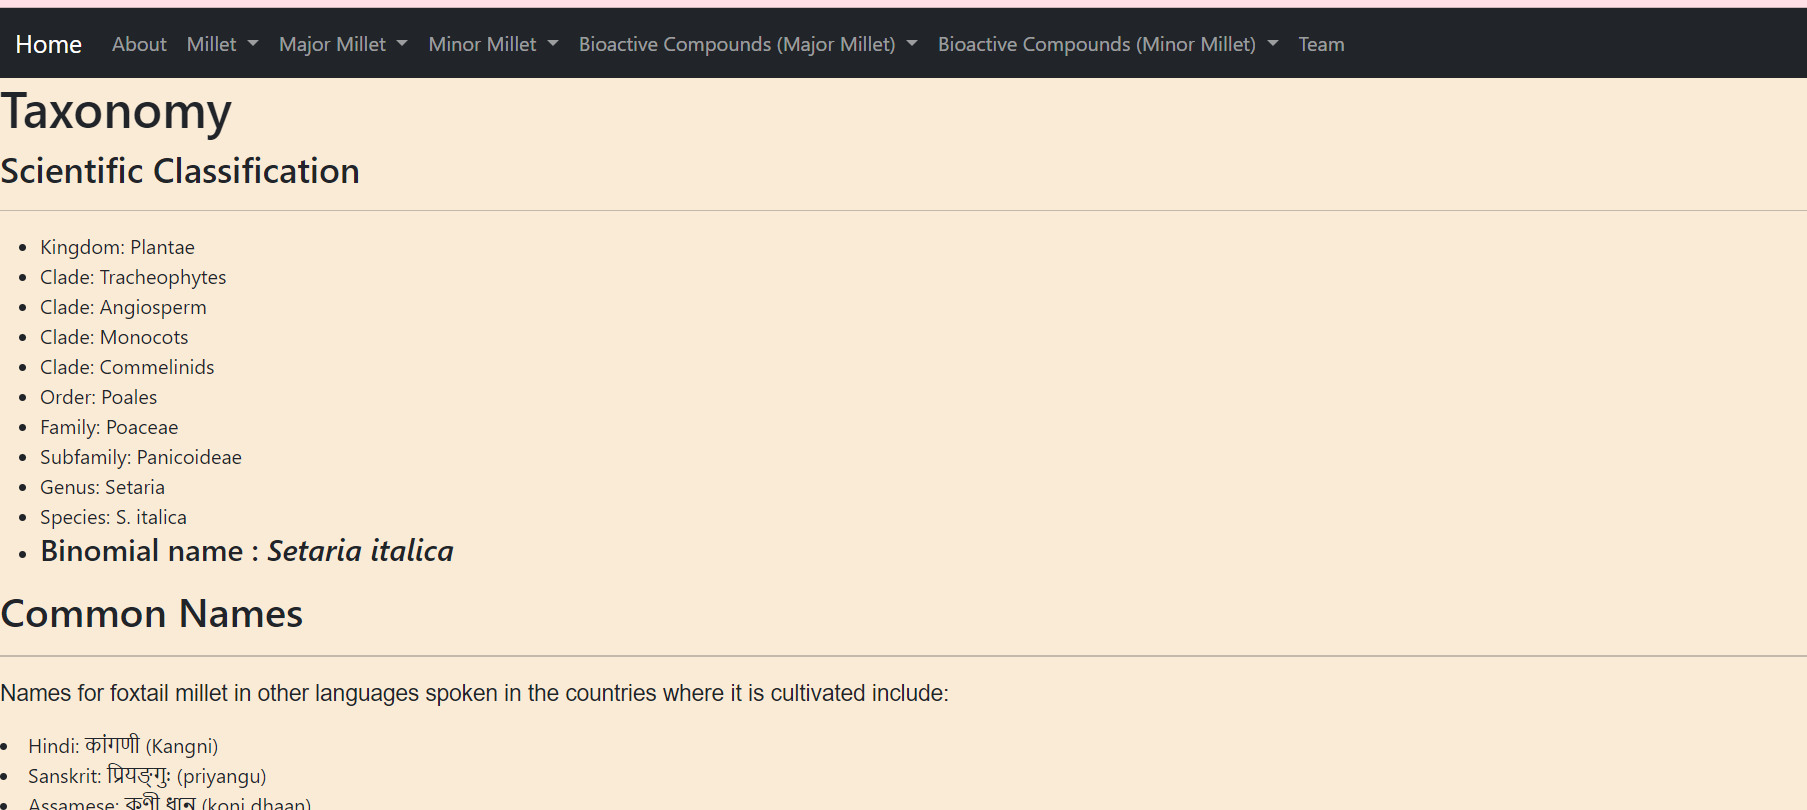 Home About Millet Major Millet Minor Millet Bioactive Compounds (Major Millet) Bioactive Compounds (Minor Millet) Team
Taxonomy
Scientific Classification
Kingdom: Plantae
Clade: Tracheophytes
Clade: Angiosperm
Clade: Monocots
Clade: Commelinids
Order: Poales
Family: Poaceae
Subfamily: Panicoideae
Genus: Setaria
Species: S. italica
Binomial name : Setaria italica
Common Names
Names for foxtail millet in other languages spoken in the countries where it is cultivated include:
Hindi: कांगणी (Kangni)
Sanskrit: प्रियङ्गुः (priyangu)
Assamese: कणी धान (koni dhaan)